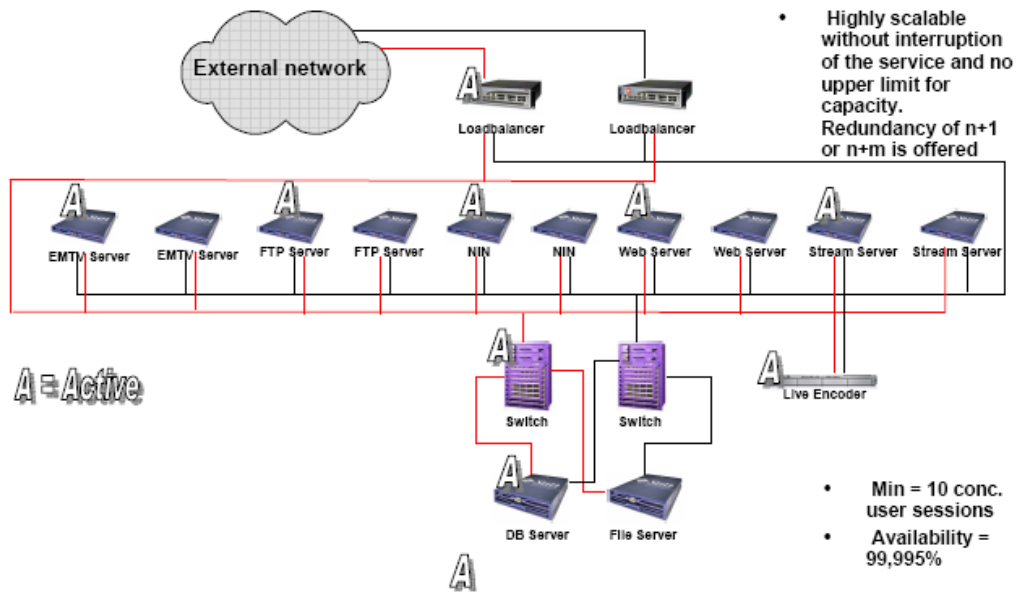 External network
• Highly scalable
without interruption
of the service and no
upper limit for
capacity.
Redundancy of n+1
or n+m is offered
A
Loadbalancer
Loadbalancer
A
A
A
A
A
EMTV Server
EMTV Server
FTP Server
FTP Server
NIN
NIN
Web Server
Web Server
Stream Server
Stream Server
A
A = Active
Switch
Switch
A
Live Encoder
A
DB Server
File Server
• Min = 10 conc.
user sessions
• Availability =
99,995%
A